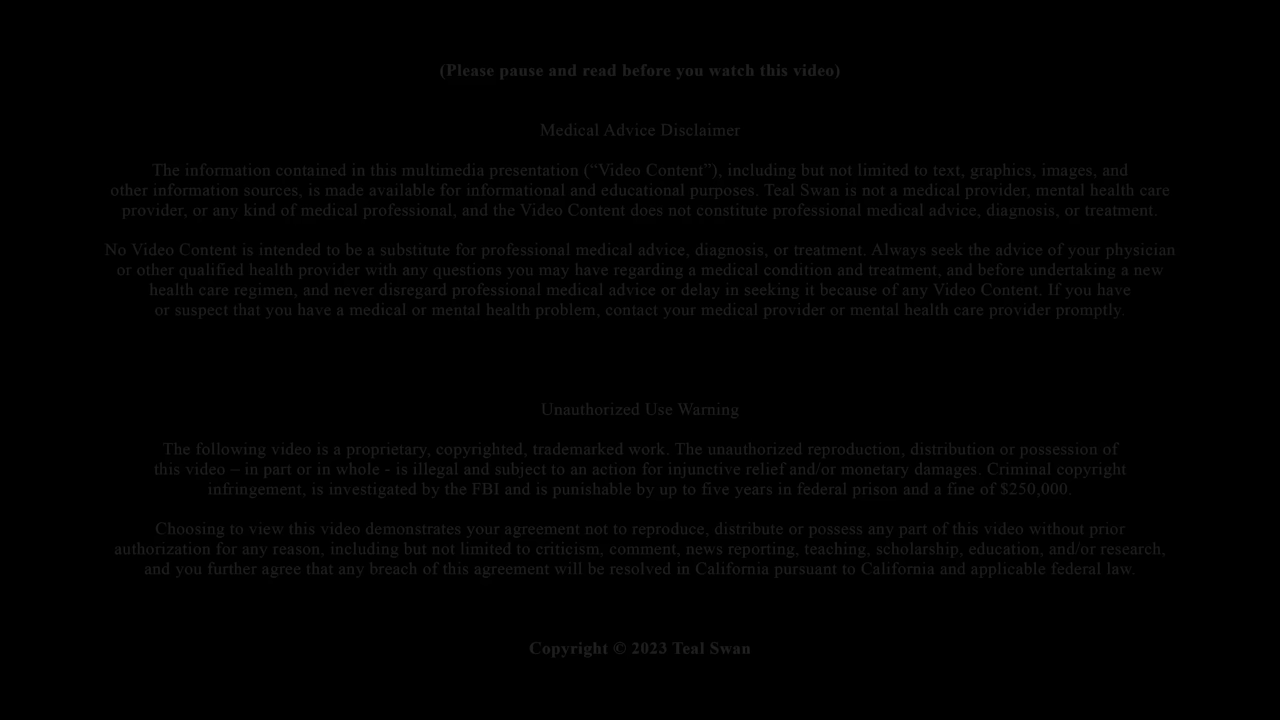 (Please pause and read before you watch this video)
Medical Advice Disclaimer
The information contained in this multimedia presentation (“Video Content”), including but not limited to text, graphics, images, and
other information sources, is made available for informational and educational purposes. Teal Swan is not a medical provider, mental health care
provider, or any kind of medical professional, and the Video Content does not constitute professional medical advice, diagnosis, or treatment.
No Video Content is intended to be a substitute for professional medical advice, diagnosis, or treatment. Always seek the advice of your physician
or other qualified health provider with any questions you may have regarding a medical condition and treatment, and before undertaking a new
health care regimen, and never disregard professional medical advice or delay in seeking it because of any Video Content. If you have
or suspect that you have a medical or mental health problem, contact your medical provider or mental health care provider promptly.
Unauthorized Use Warning
The following video is a proprietary, copyrighted, trademarked work. The unauthorized reproduction, distribution or possession of
this video – in part or in whole - is illegal and subject to an action for injunctive relief and/or monetary damages. Criminal copyright
infringement, is investigated by the FBI and is punishable by up to five years in federal prison and a fine of $250,000.
Choosing to view this video demonstrates your agreement not to reproduce, distribute or possess any part of this video without prior
authorization for any reason, including but not limited to criticism, comment, news reporting, teaching, scholarship, education, and/or research,
and you further agree that any breach of this agreement will be resolved in California pursuant to California and applicable federal law.
Copyright © 2023 Teal Swan